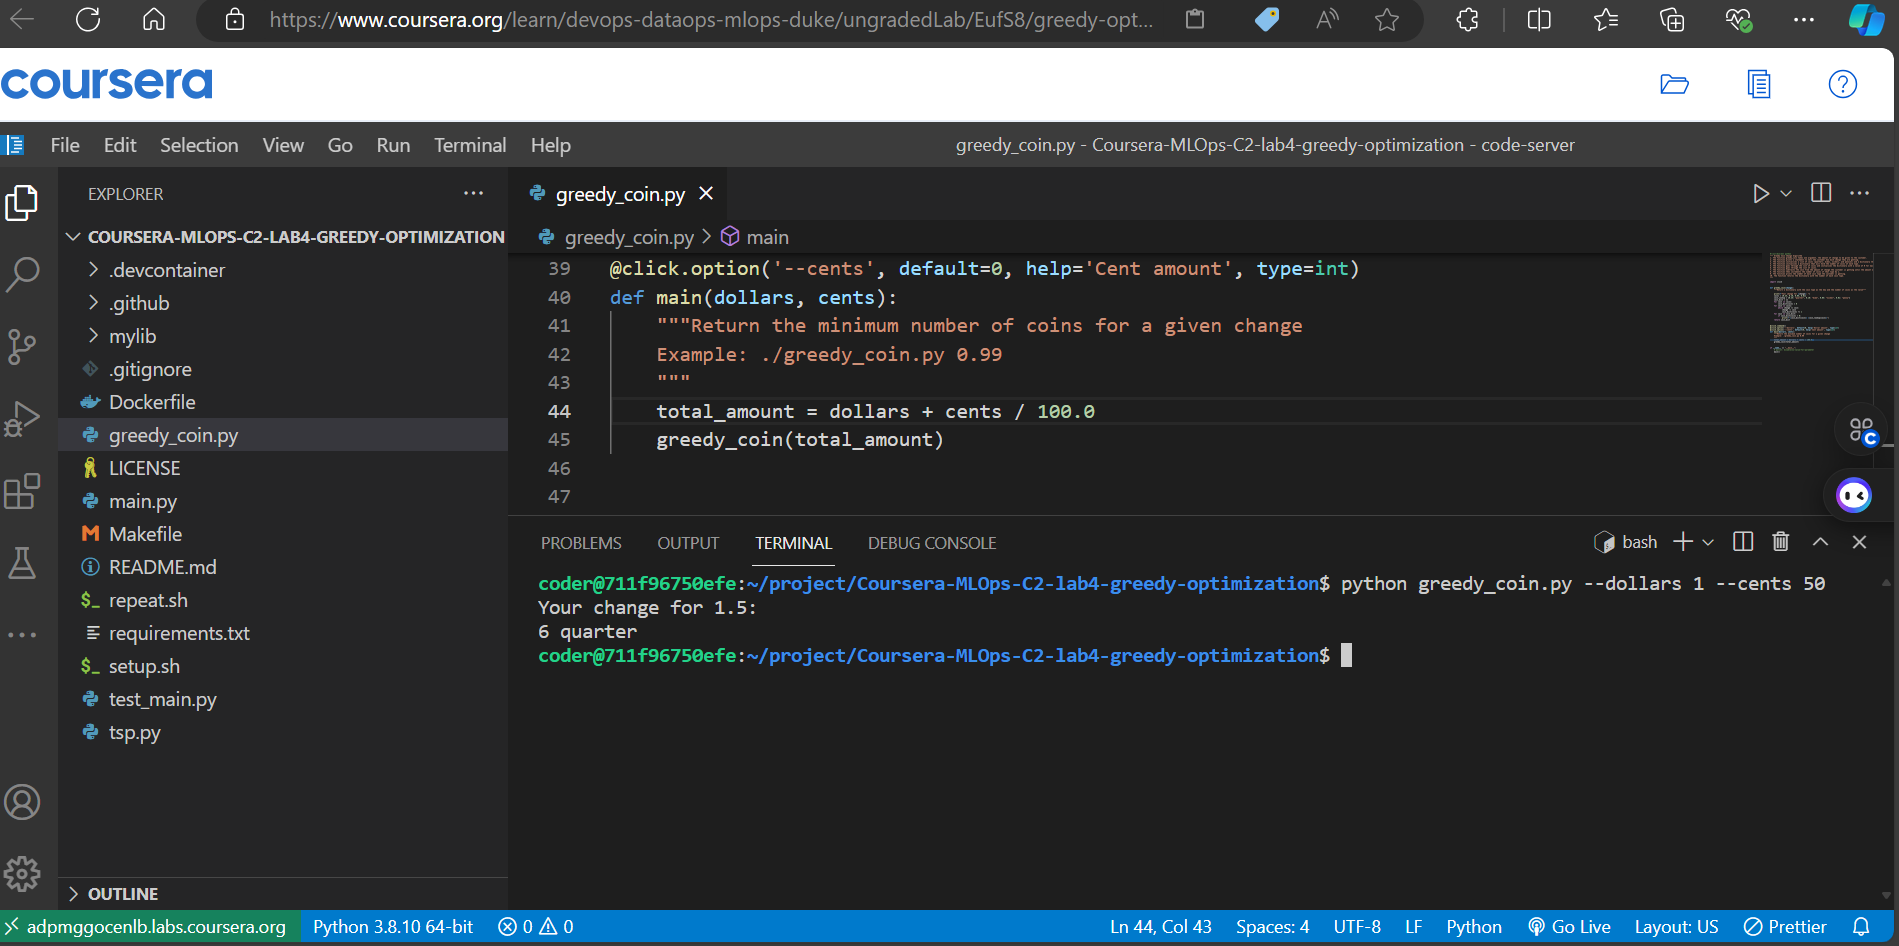 https://www.coursera.org/learn/devops-dataops-mlops-duke/ungradedLab/EufS8/greedy-opt...
coursera
File Edit Selection View Go Run Terminal Help
greedy_coin.py - Coursera-MLOps-C2-lab4-greedy-optimization - code-server
EXPLORER
COURSERA-MLOPS-C2-LAB4-GREEDY-OPTIMIZATION
.devcontainer
.github
mylib
.gitignore
Dockerfile
greedy_coin.py
LICENSE
main.py
Makefile
README.md
repeat.sh
requirements.txt
setup.sh
test_main.py
tsp.py
OUTLINE
greedy_coin.py
greedy_coin.py > main
39 @click.option('--cents', default=0, help='Cent amount', type=int)
40 def main(dollars, cents):
41 """Return the minimum number of coins for a given change
42 Example: ./greedy_coin.py 0.99
43 """
44 total_amount = dollars + cents / 100.0
45 greedy_coin(total_amount)
46
47
PROBLEMS OUTPUT TERMINAL DEBUG CONSOLE
bash
coder@711f96750efe:~/project/Coursera-MLOps-C2-lab4-greedy-optimization$ python greedy_coin.py --dollars 1 --cents 50
Your change for 1.5:
6 quarter
coder@711f96750efe:~/project/Coursera-MLOps-C2-lab4-greedy-optimization$
adpmggocenlb.labs.coursera.org Python 3.8.10 64-bit 0 0 Ln 44, Col 43 Spaces: 4 UTF-8 LF Python Go Live Layout: US Prettier